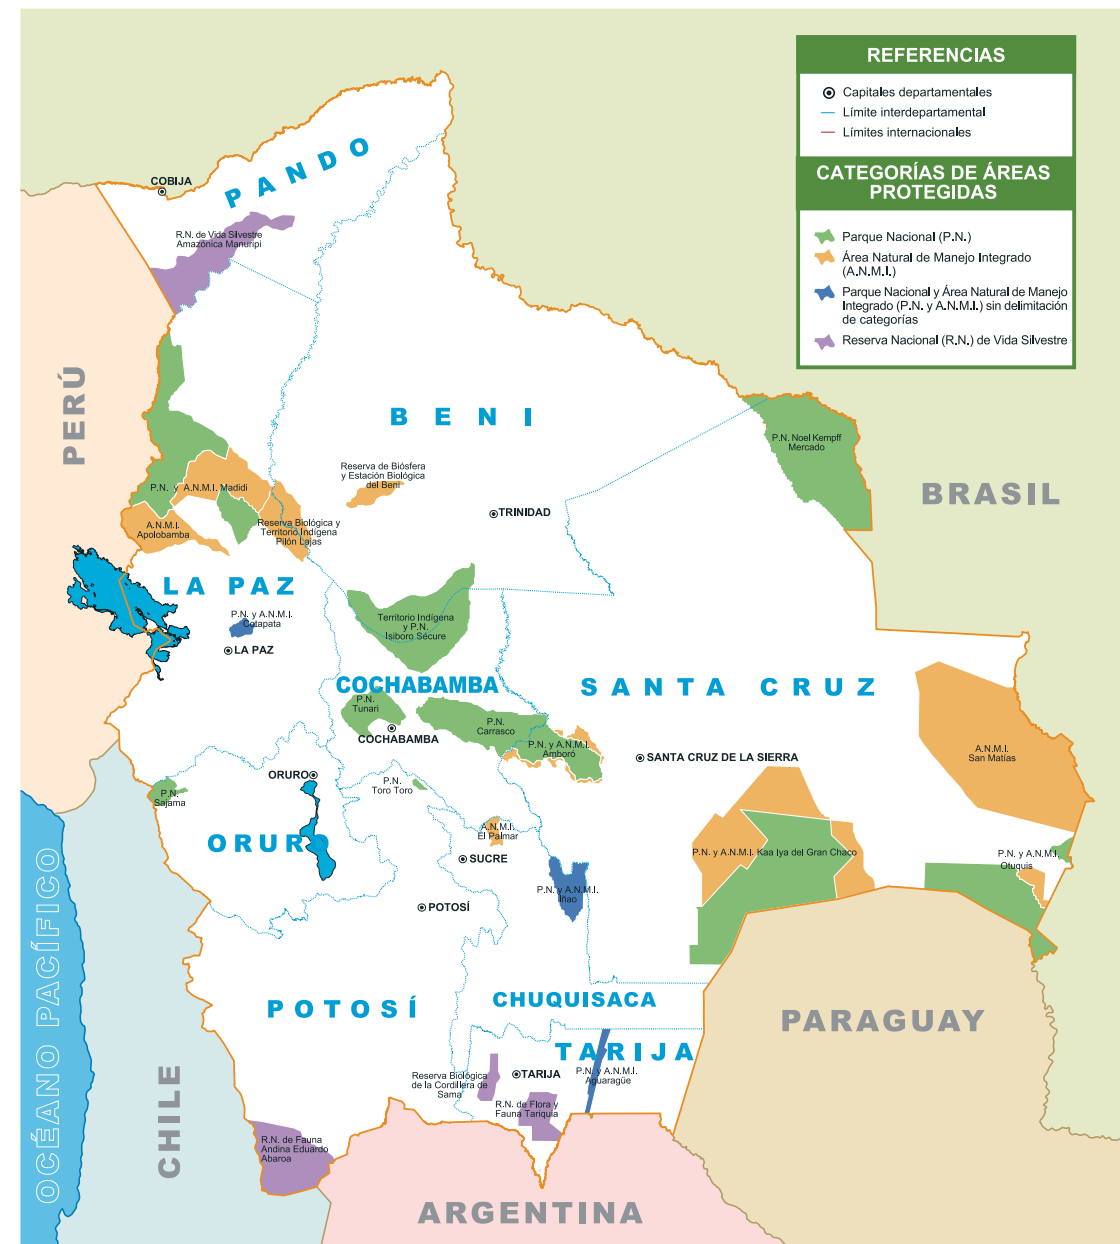 REFERENCIAS
Capitales departamentales
Límite interdepartamental
Límites internacionales
CATEGORÍAS DE ÁREAS
PROTEGIDAS
Parque Nacional (P.N.)
Área Natural de Manejo Integrado
(A.N.M.I.)
Parque Nacional y Área Natural de Manejo
Integrado (P.N. y A.N.M.I.) sin delimitación
de categorías
Reserva Nacional (R.N.) de Vida Silvestre
PANDO
COBIJA
R.N. de Vida Silvestre
Amazónica Manuripi
PERÚ
BENI
P.N. Noel Kempff
Mercado
BRASIL
Reserva de Biósfera
y Estación Biológica
del Beni
P.N. y A.N.M.I. Madidi
TRINIDAD
A.N.M.I.
Apolobamba
Reserva Biológica y
Territorio Indígena
Pilón Lajas
LA PAZ
P.N. y A.N.M.I.
Cotapata
LA PAZ
Territorio Indígena
y P.N.
Isiboro Sécure
COCHABAMBA
SANTA CRUZ
P.N.
Tunari
COCHABAMBA
P.N.
Carrasco
P.N. y A.N.M.I.
Amboró
SANTA CRUZ DE LA SIERRA
A.N.M.I.
San Matías
ORURO
P.N.
Sajama
P.N.
Toro Toro
ORURO
A.N.M.I.
El Palmar
SUCRE
P.N. y A.N.M.I. Kaa Iya del Gran Chaco
P.N. y A.N.M.I.
Otuquis
P.N. y A.N.M.I.
Iñao
POTOSÍ
OCÉANO PACÍFICO
POTOSÍ
CHUQUISACA
PARAGUAY
TARIJA
Reserva Biológica
de la Cordillera de
Sama
TARIJA
P.N. y A.N.M.I.
Aguaragüe
R.N. de Flora y
Fauna Tariquía
CHILE
R.N. de Fauna
Andina Eduardo
Abaroa
ARGENTINA